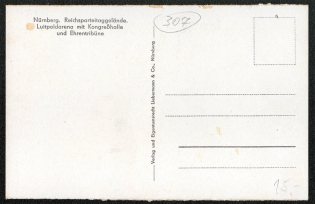 Nürnberg. Reichsparteitaggelände.
Luitpoldarena mit Kongreßhalle
und Ehrentribüne
307
Verlag und Eigentumsrecht Liebermann & Co., Nürnberg
15,-